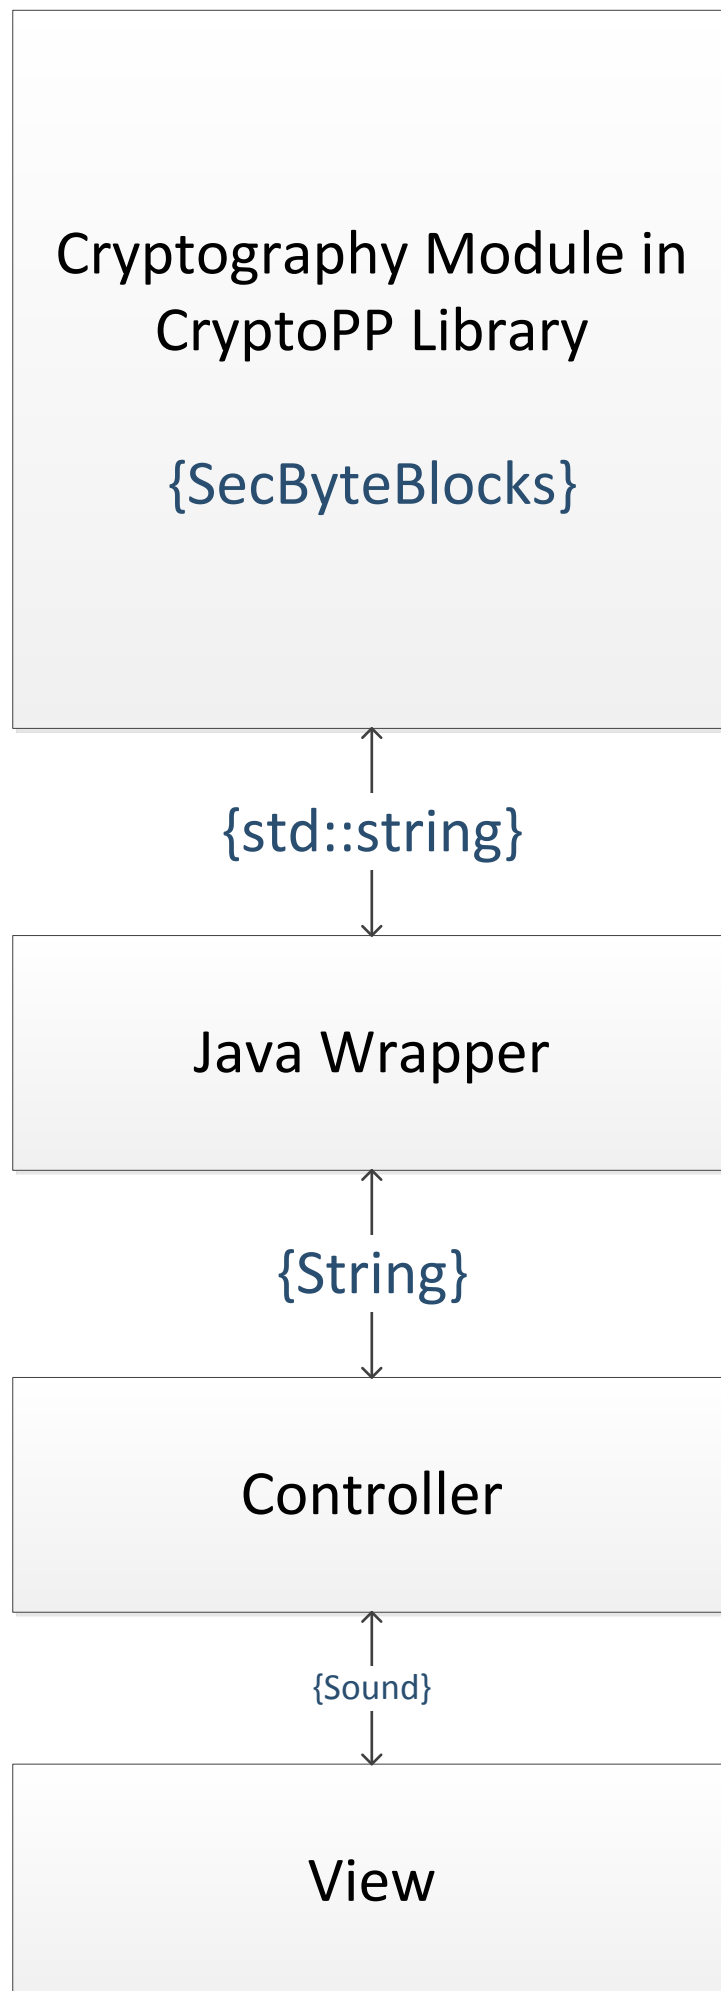 Cryptography Module in
CryptoPP Library
{SecByteBlocks}
{std::string}
Java Wrapper
{String}
Controller
{Sound}
View